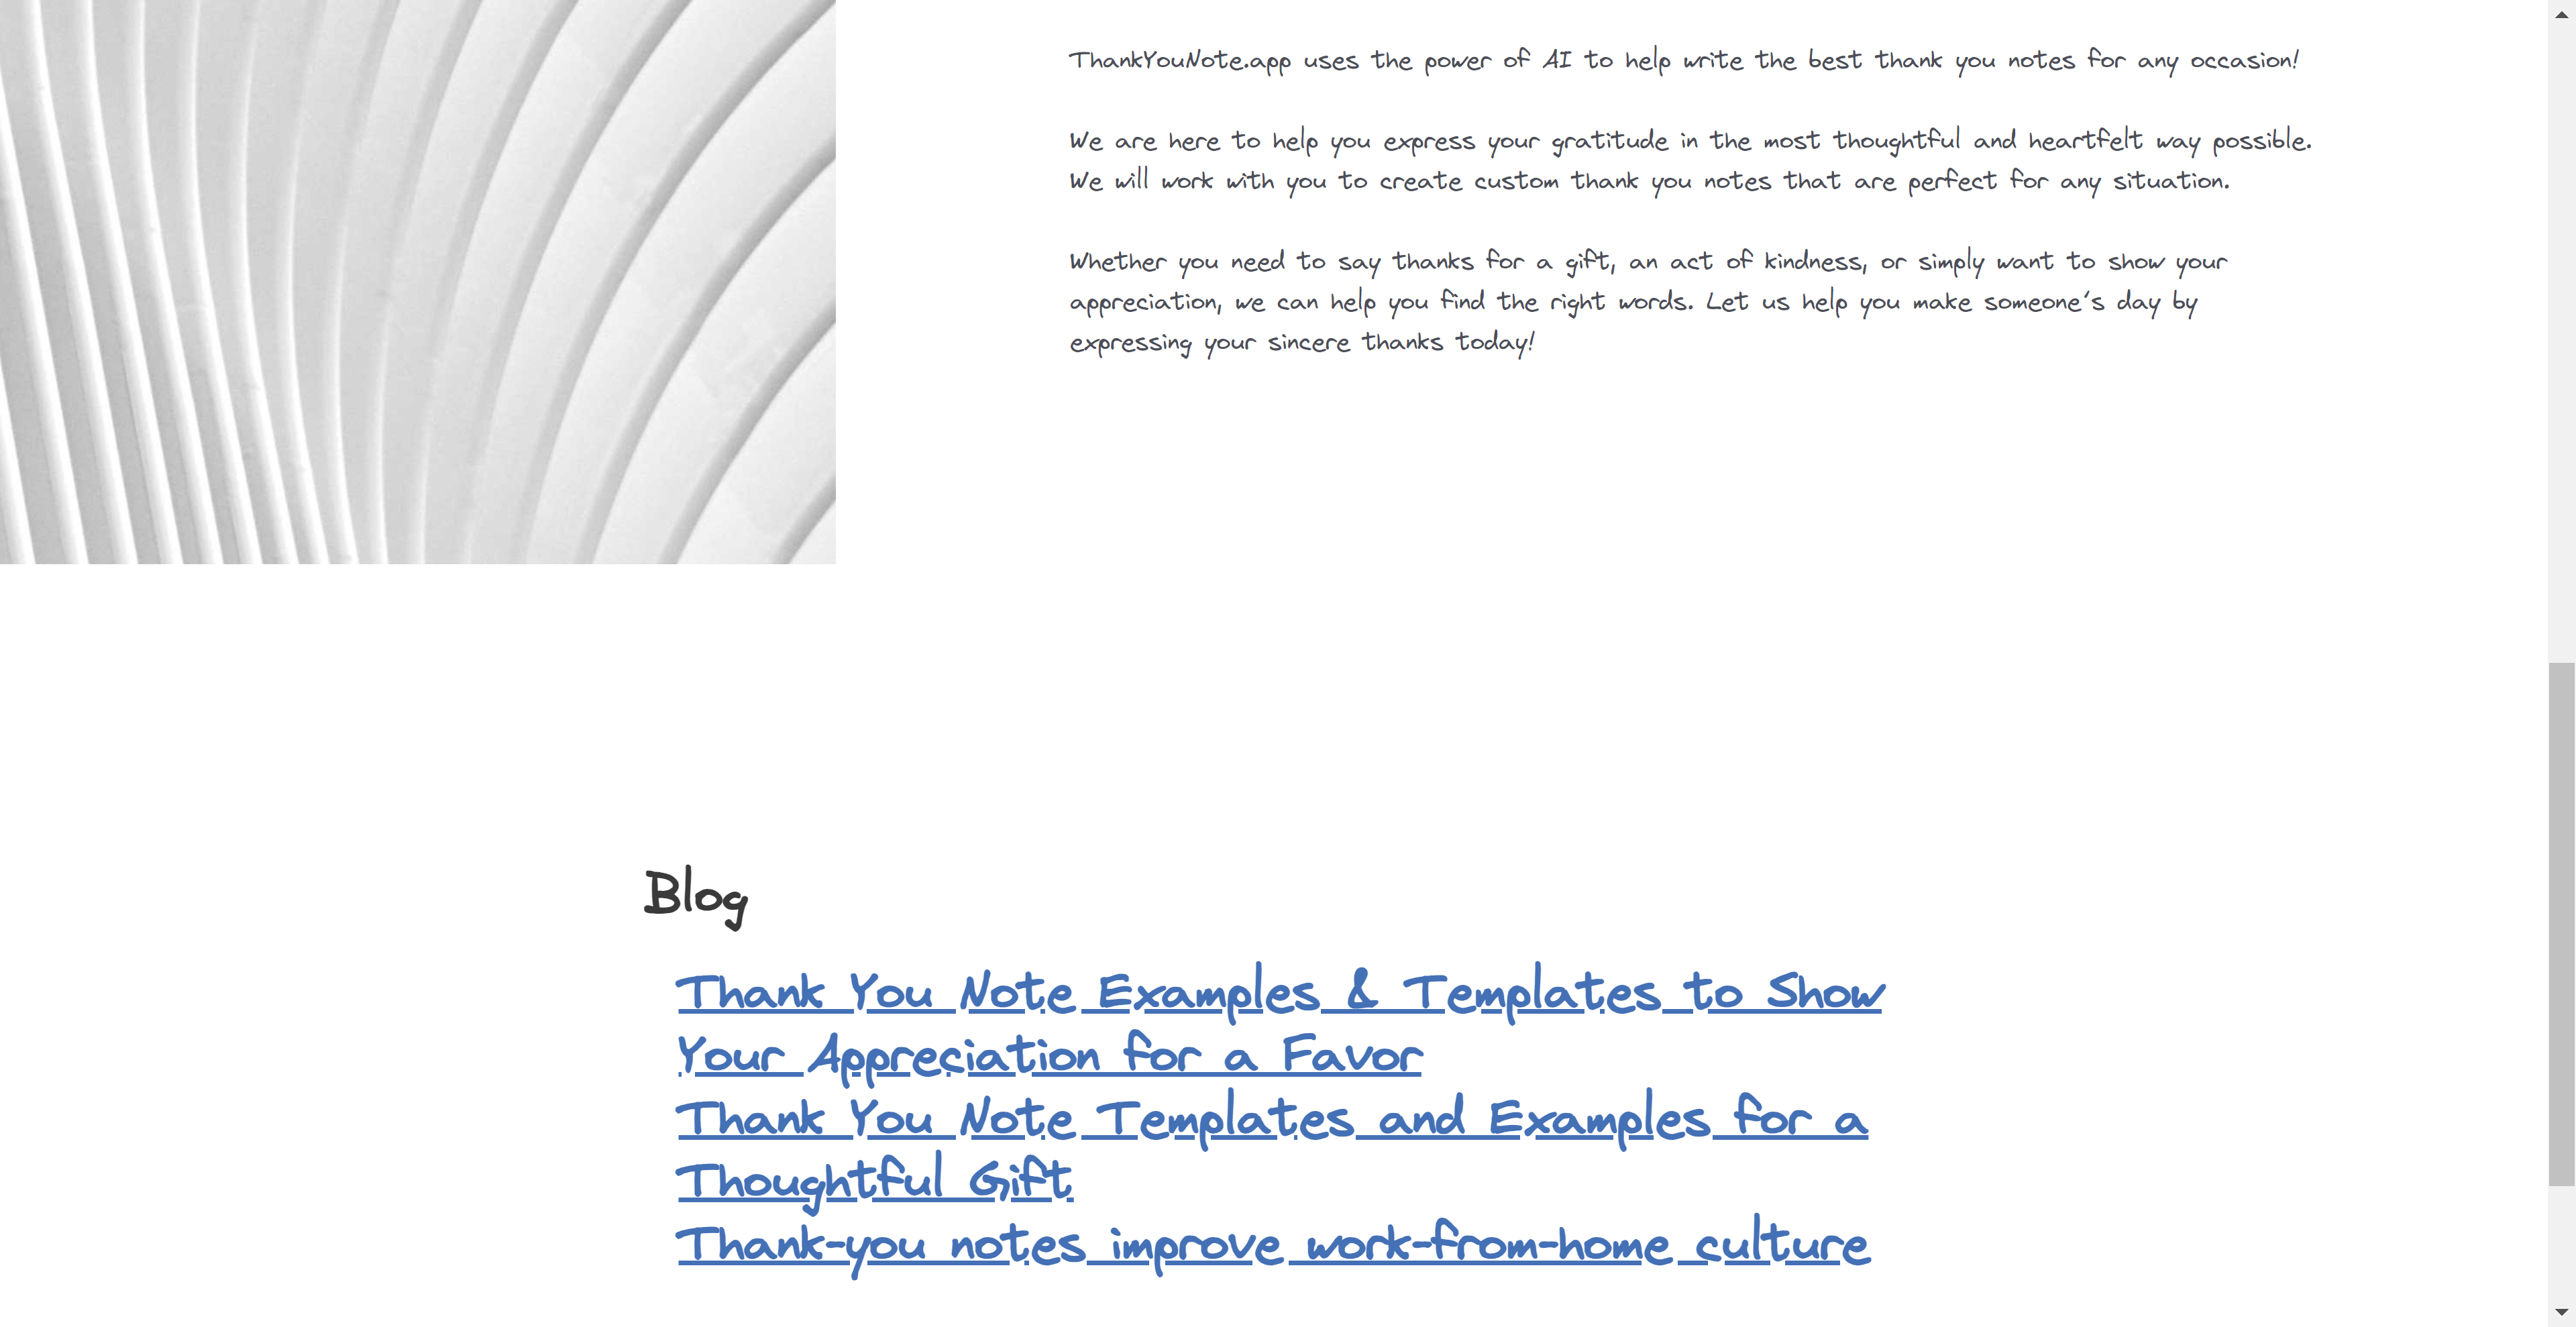 ThankYouNote.app uses the power of AI to help write the best thank you notes for any occasion!
We are here to help you express your gratitude in the most thoughtful and heartfelt way possible.
We will work with you to create custom thank you notes that are perfect for any situation.
Whether you need to say thanks for a gift, an act of kindness, or simply want to show your
appreciation, we can help you find the right words. Let us help you make someone's day by
expressing your sincere thanks today!
Blog
Thank You Note Examples & Templates to Show
Your Appreciation for a Favor
Thank You Note Templates and Examples for a
Thoughtful Gift
Thank-you notes improve work-from-home culture